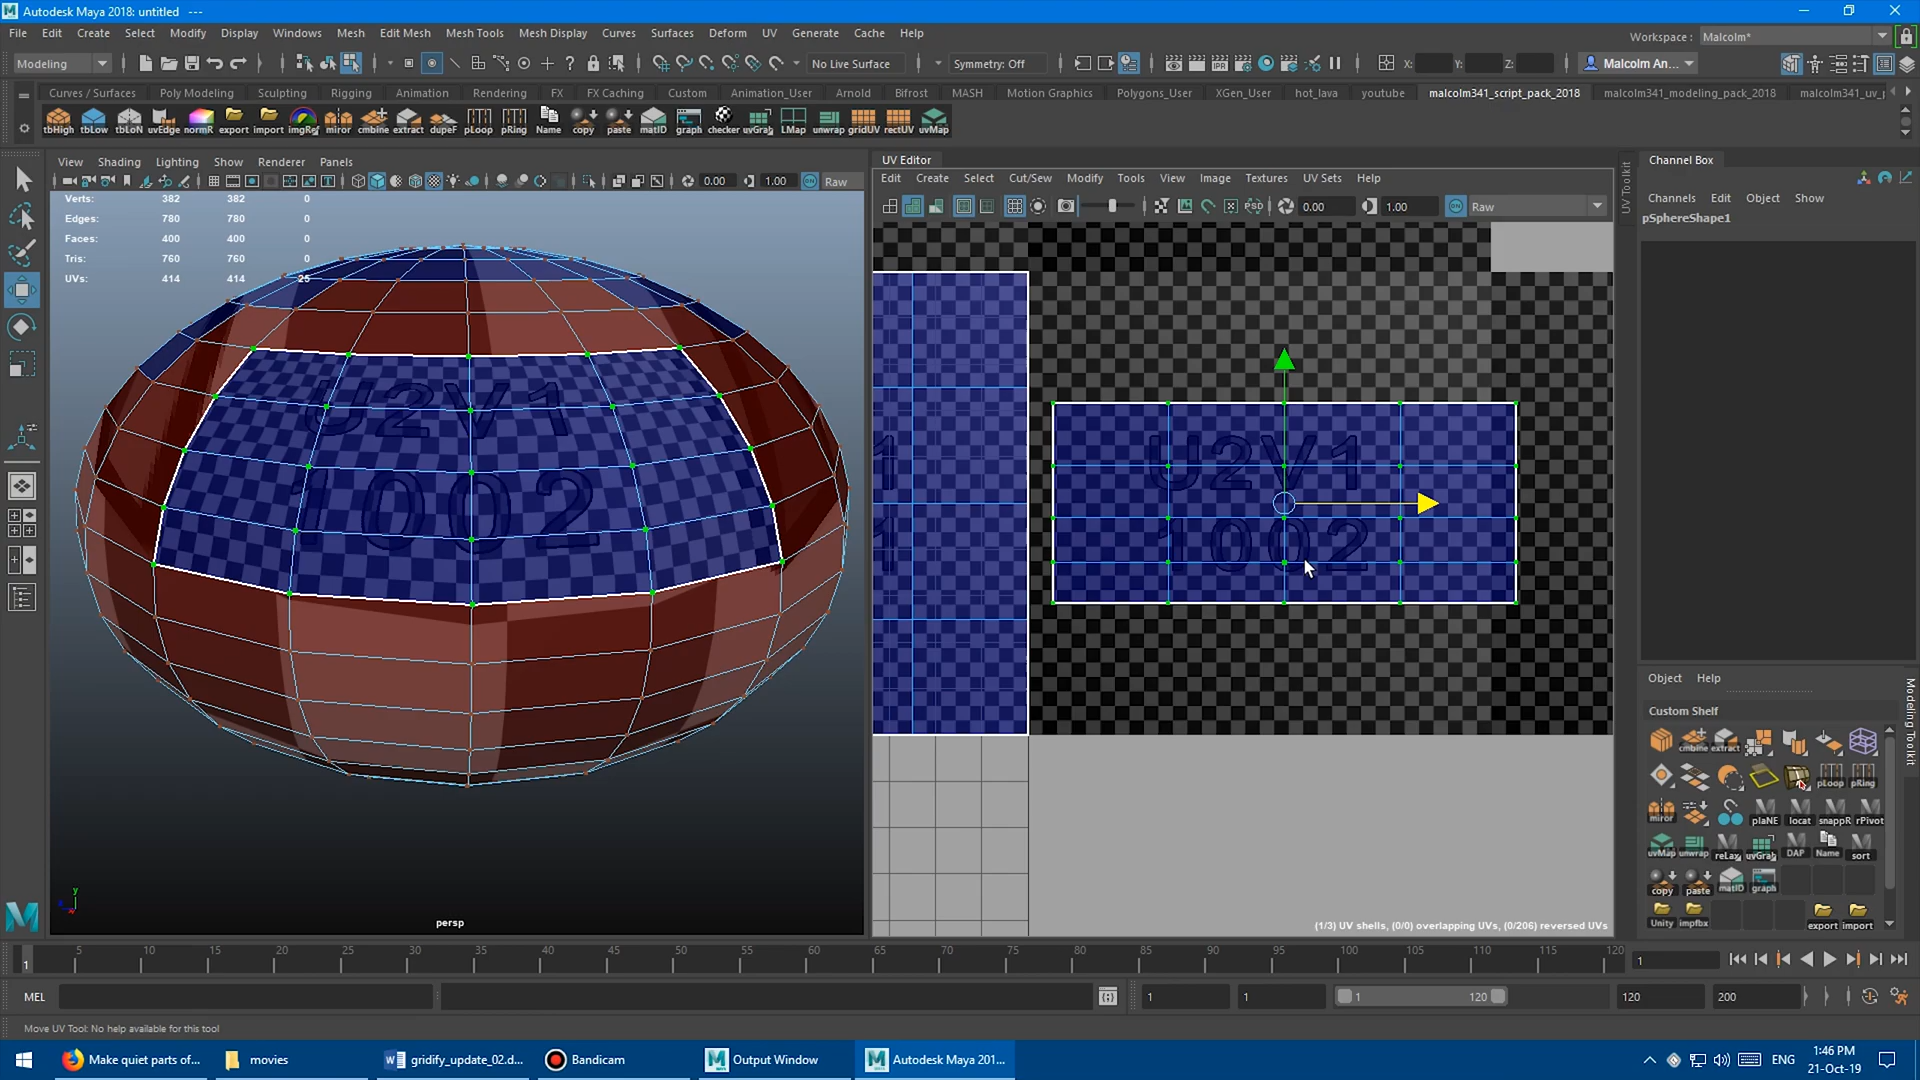 Autodesk Maya 2018: untitled   ---
File Edit Create Select Modify Display Windows Mesh Edit Mesh Mesh Tools Mesh Display Curves Surfaces Deform UV Generate Cache Help
Workspace : Malcolm*
Modeling No Live Surface Symmetry: Off X: Y: Z: Malcolm An...
Curves / Surfaces Poly Modeling Sculpting Rigging Animation Rendering FX FX Caching Custom Animation_User Arnold Bifrost MASH Motion Graphics Polygons_User XGen_User hot_lava youtube malcolm341_script_pack_2018 malcolm341_modeling_pack_2018 malcolm341_uv_p
tbHigh tbLow tbLoN uvEdge normR export import imgRef mirror cmbine extract dupeF pLoop pRing Name copy paste matID graph checker uvGraj LMap unwrap gridUV rectUV uvMap
View Shading Lighting Show Renderer Panels
0.00 1.00 Raw
Verts: 382 382 0
Edges: 780 780 0
Faces: 400 400 0
Tris: 760 760 0
UVs: 414 414 25
U2V1
1002
persp
UV Editor
Edit Create Select Cut/Sew Modify Tools View Image Textures UV Sets Help
0.00 1.00 Raw
U2V1
1002
1
1
(1/3) UV shells, (0/0) overlapping UVs, (0/206) reversed UVs
UV Toolkit
Channel Box
Channels Edit Object Show
pSphereShape1
Object Help
Custom Shelf
cmbine extract
pLoop pRing
miror plaNE locat snappR rPivot
uvMap unwrap reLax uvGraj DAP Name sort
copy paste matID graph
Unity impfbx export import
Modeling Toolkit
5 10 15 20 25 30 35 40 45 50 55 60 65 70 75 80 85 90 95 100 105 110 115 120
1
1
MEL
1 1 1 120 120 200
Move UV Tool: No help available for this tool
Make quiet parts of...
movies
gridify_update_02.d...
Bandicam
Output Window
Autodesk Maya 201...
ENG
1:46 PM
21-Oct-19